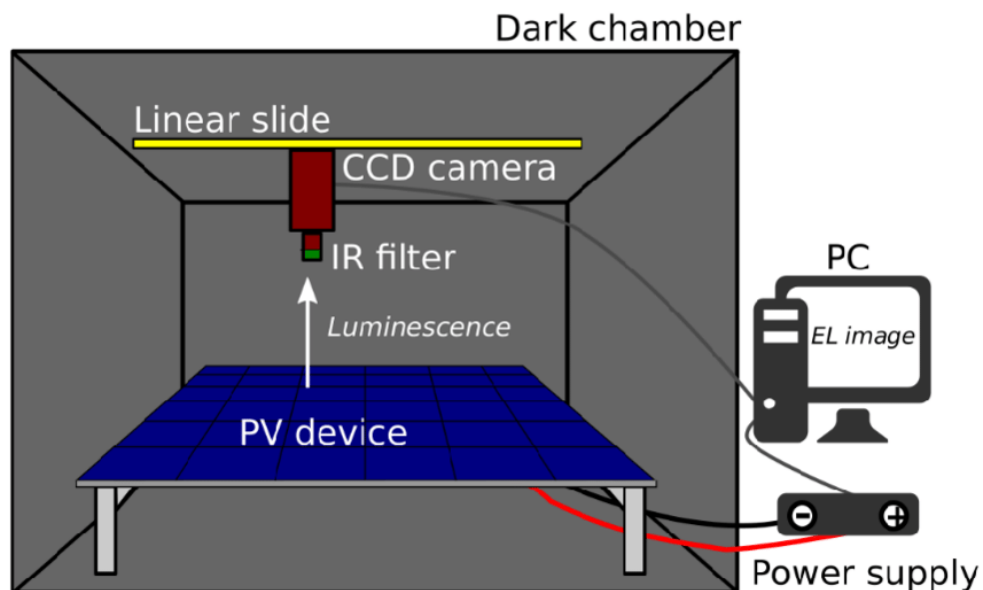 Dark chamber
Linear slide
CCD camera
IR filter
PC
Luminescence
EL image
PV device
- +
Power supply